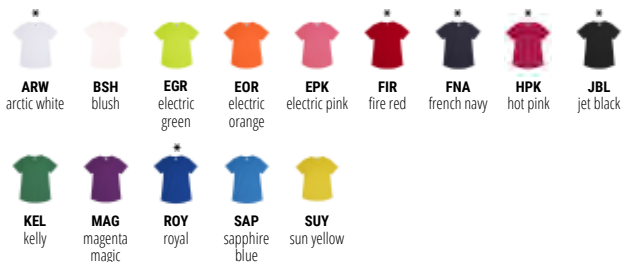 * * * * *
ARW BSH EGR EOR EPK FIR FNA HPK JBL
arctic white blush electric electric electric pink fire red french navy hot pink jet black
green orange
*
KEL MAG ROY SAP SUY
kelly magenta royal sapphire sun yellow
magic blue